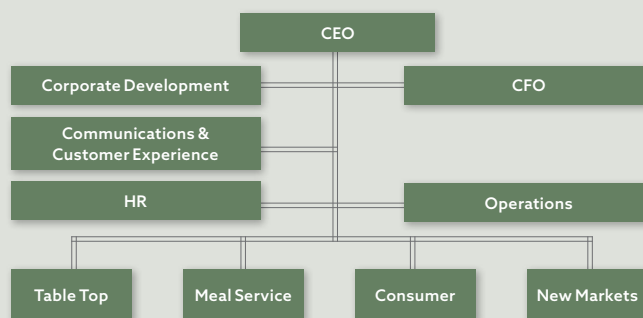 CEO
Corporate Development
CFO
Communications &
Customer Experience
HR
Operations
Table Top
Meal Service
Consumer
New Markets